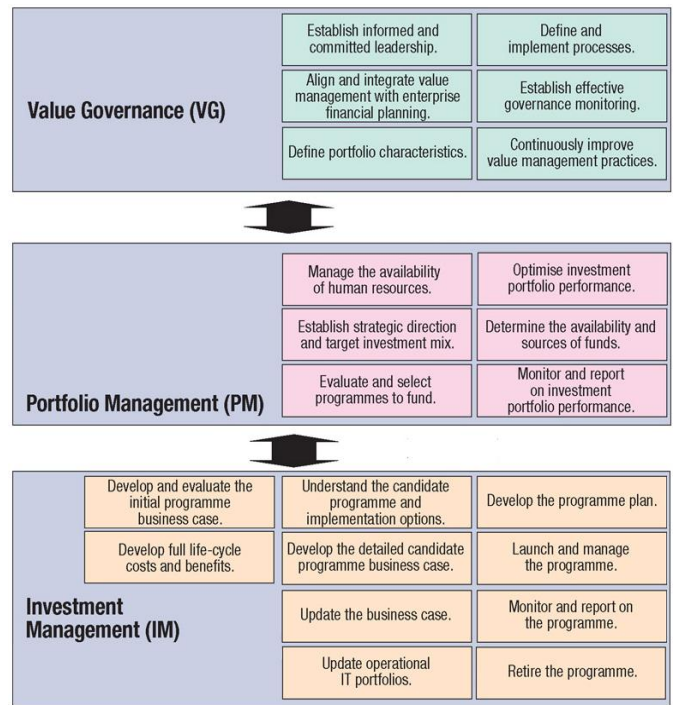 Value Governance (VG)
Establish informed and
committed leadership.
Define and
implement processes.
Align and integrate value
management with enterprise
financial planning.
Establish effective
governance monitoring.
Define portfolio characteristics.
Continuously improve
value management practices.
Portfolio Management (PM)
Manage the availability
of human resources.
Optimise investment
portfolio performance.
Establish strategic direction
and target investment mix.
Determine the availability and
sources of funds.
Evaluate and select
programmes to fund.
Monitor and report
on investment
portfolio performance.
Investment
Management (IM)
Develop and evaluate the
initial programme
business case.
Understand the candidate
programme and
implementation options.
Develop the programme plan.
Develop full life-cycle
costs and benefits.
Develop the detailed candidate
programme business case.
Launch and manage
the programme.
Update the business case.
Monitor and report on
the programme.
Update operational
IT portfolios.
Retire the programme.